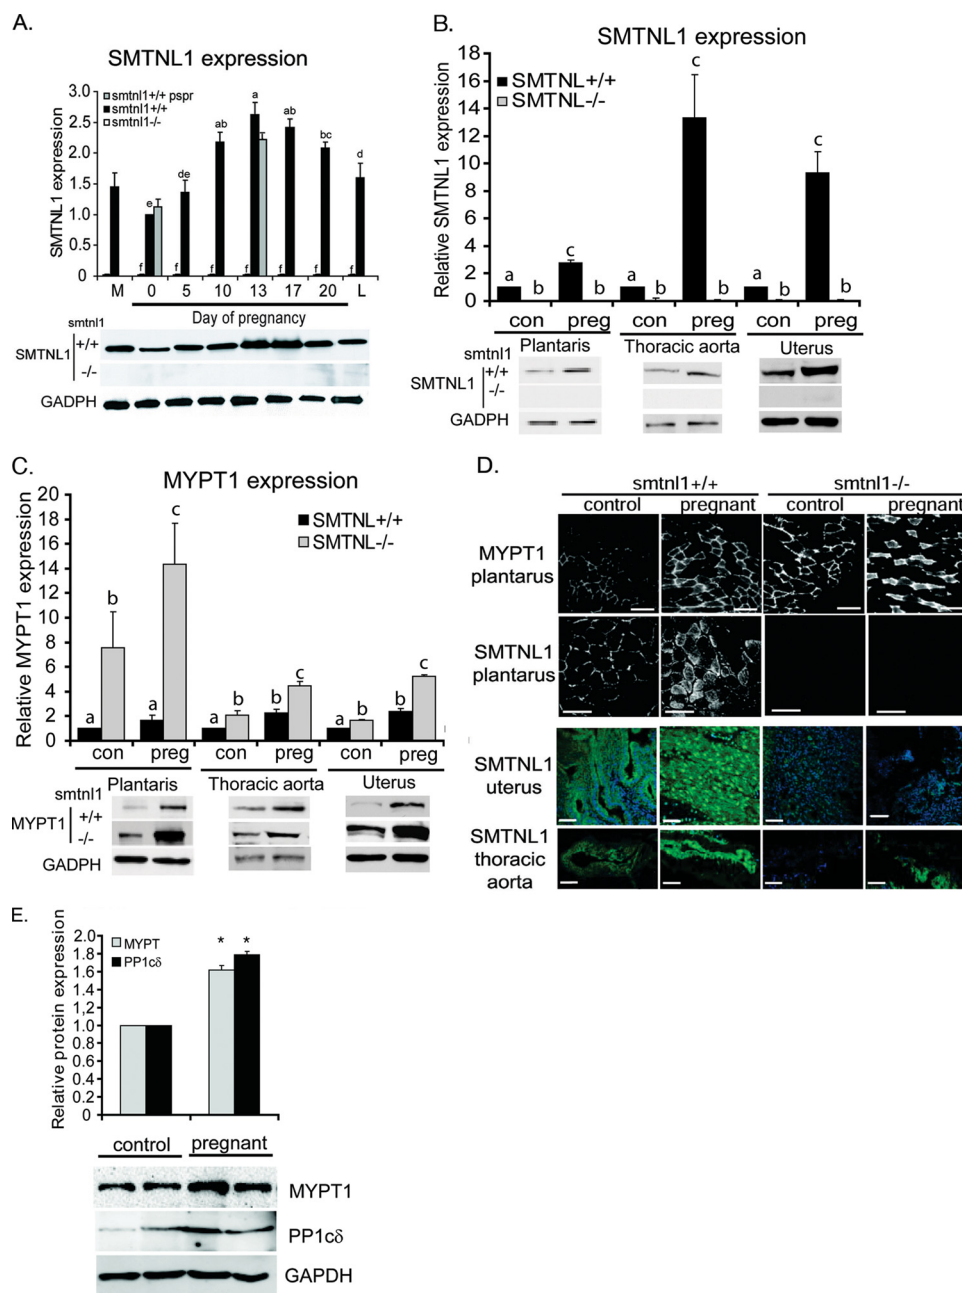 A.
SMTNL1 expression
smtnl1+/+ pspr
smtnl1+/+
smtnl1-/-
SMTNL1 expression
3.0
2.5
2.0
1.5
1.0
0.5
0
e
de
ab
a
ab
bc
d
f f f f f f f
M 0 5 10 13 17 20 L
Day of pregnancy
smtnl1
SMTNL1
+/+
-/-
GADPH
B.
SMTNL1 expression
SMTNL+/+
SMTNL-/-
Relative SMTNL1 expression
18
16
14
12
10
8
6
4
2
0
a b c b a b c b a b c b
con preg con preg con preg
Plantaris Thoracic aorta Uterus
smtnl1
SMTNL1
+/+
-/-
GADPH
C.
MYPT1 expression
SMTNL+/+
SMTNL-/-
Relative MYPT1 expression
20
18
16
14
12
10
8
6
4
2
0
a b a c a b b c a b b c
con preg con preg con preg
Plantaris Thoracic aorta Uterus
smtnl1
MYPT1
+/+
-/-
GADPH
D.
smtnl1+/+ smtnl1-/-
control pregnant control pregnant
MYPT1
plantarus
SMTNL1
plantarus
SMTNL1
uterus
SMTNL1
thoracic
aorta
E.
MYPT
PP1cδ
Relative protein expression
2.0
1.8
1.6
1.4
1,2
1.0
0.8
0.6
0.4
0.2
0
* *
control pregnant
MYPT1
PP1cδ
GAPDH